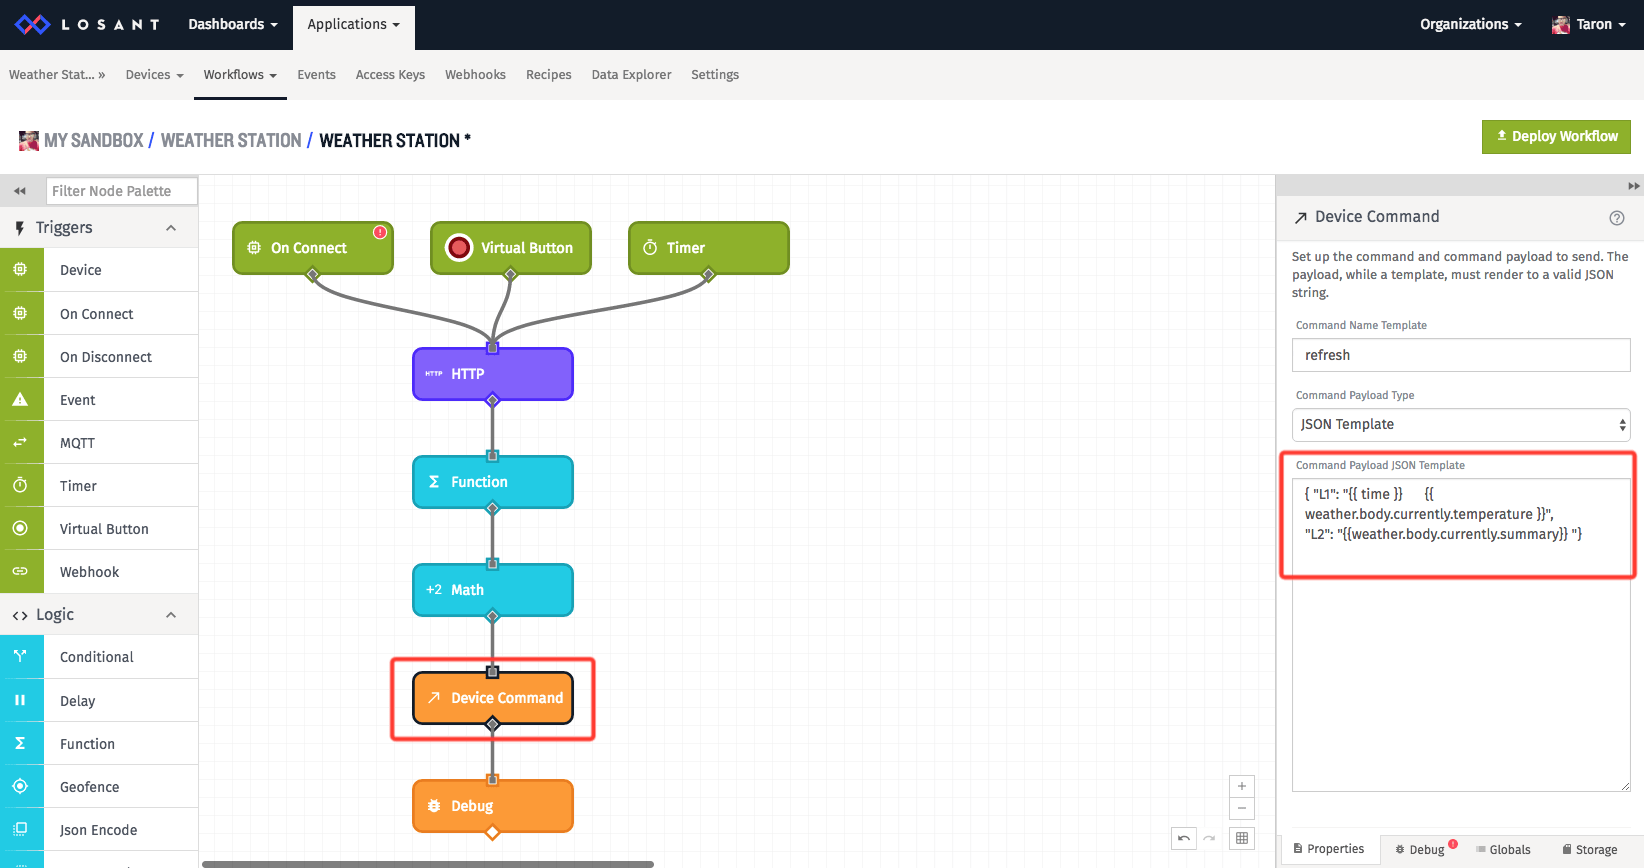 LOSANT Dashboards Applications Organizations Taron
Weather Stat... » Devices Workflows Events Access Keys Webhooks Recipes Data Explorer Settings
MY SANDBOX / WEATHER STATION / WEATHER STATION *
Deploy Workflow
Filter Node Palette
Triggers
Device
On Connect
On Disconnect
Event
MQTT
Timer
Virtual Button
Webhook
Logic
Conditional
Delay
Function
Geofence
Json Encode
On Connect
!
Virtual Button
Timer
HTTP HTTP
Σ Function
+2 Math
Device Command
Debug
+
−
Device Command
?
Set up the command and command payload to send. The
payload, while a template, must render to a valid JSON
string.
Command Name Template
refresh
Command Payload Type
JSON Template
Command Payload JSON Template
{ "L1": "{{ time }} {{
weather.body.currently.temperature }}",
"L2": "{{weather.body.currently.summary}} "}
Properties Debug ! Globals Storage